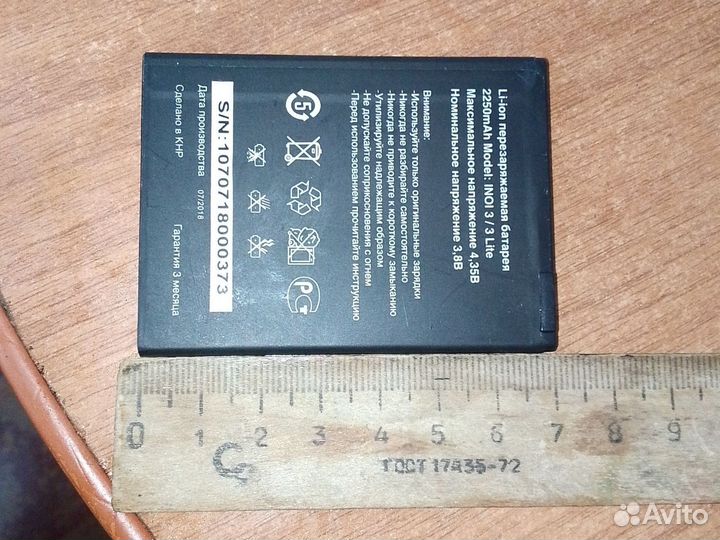 Li-ion перезаряжаемая батарея
2250mAh Model: INOI 3 / 3 Lite
Максимальное напряжение 4,35В
Номинальное напряжение 3,8В
Внимание:
-Используйте только оригинальные зарядки
-Никогда не разбирайте самостоятельно
-Никогда не приводите к короткому замыканию
-Утилизируйте надлежащим образом
-Не допускайте соприкосновения с огнем
-Перед использованием прочитайте инструкцию
5
РСТ
S/N:1070718000373
Дата производства 07/2018
Сделано в КНР Гарантия 3 месяца
0 1 2 3 4 5 6 7 8 9
ГОСТ 17435-72
Avito